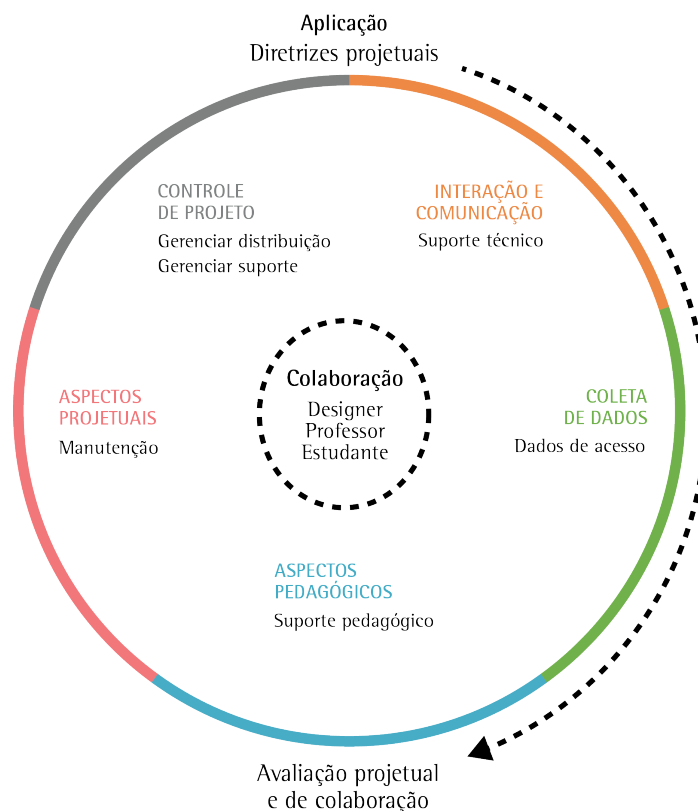 Aplicação
Diretrizes projetuais
CONTROLE
DE PROJETO
Gerenciar distribuição
Gerenciar suporte
INTERAÇÃO E
COMUNICAÇÃO
Suporte técnico
ASPECTOS
PROJETUAIS
Manutenção
Colaboração
Designer
Professor
Estudante
COLETA
DE DADOS
Dados de acesso
ASPECTOS
PEDAGÓGICOS
Suporte pedagógico
Avaliação projetual
e de colaboração